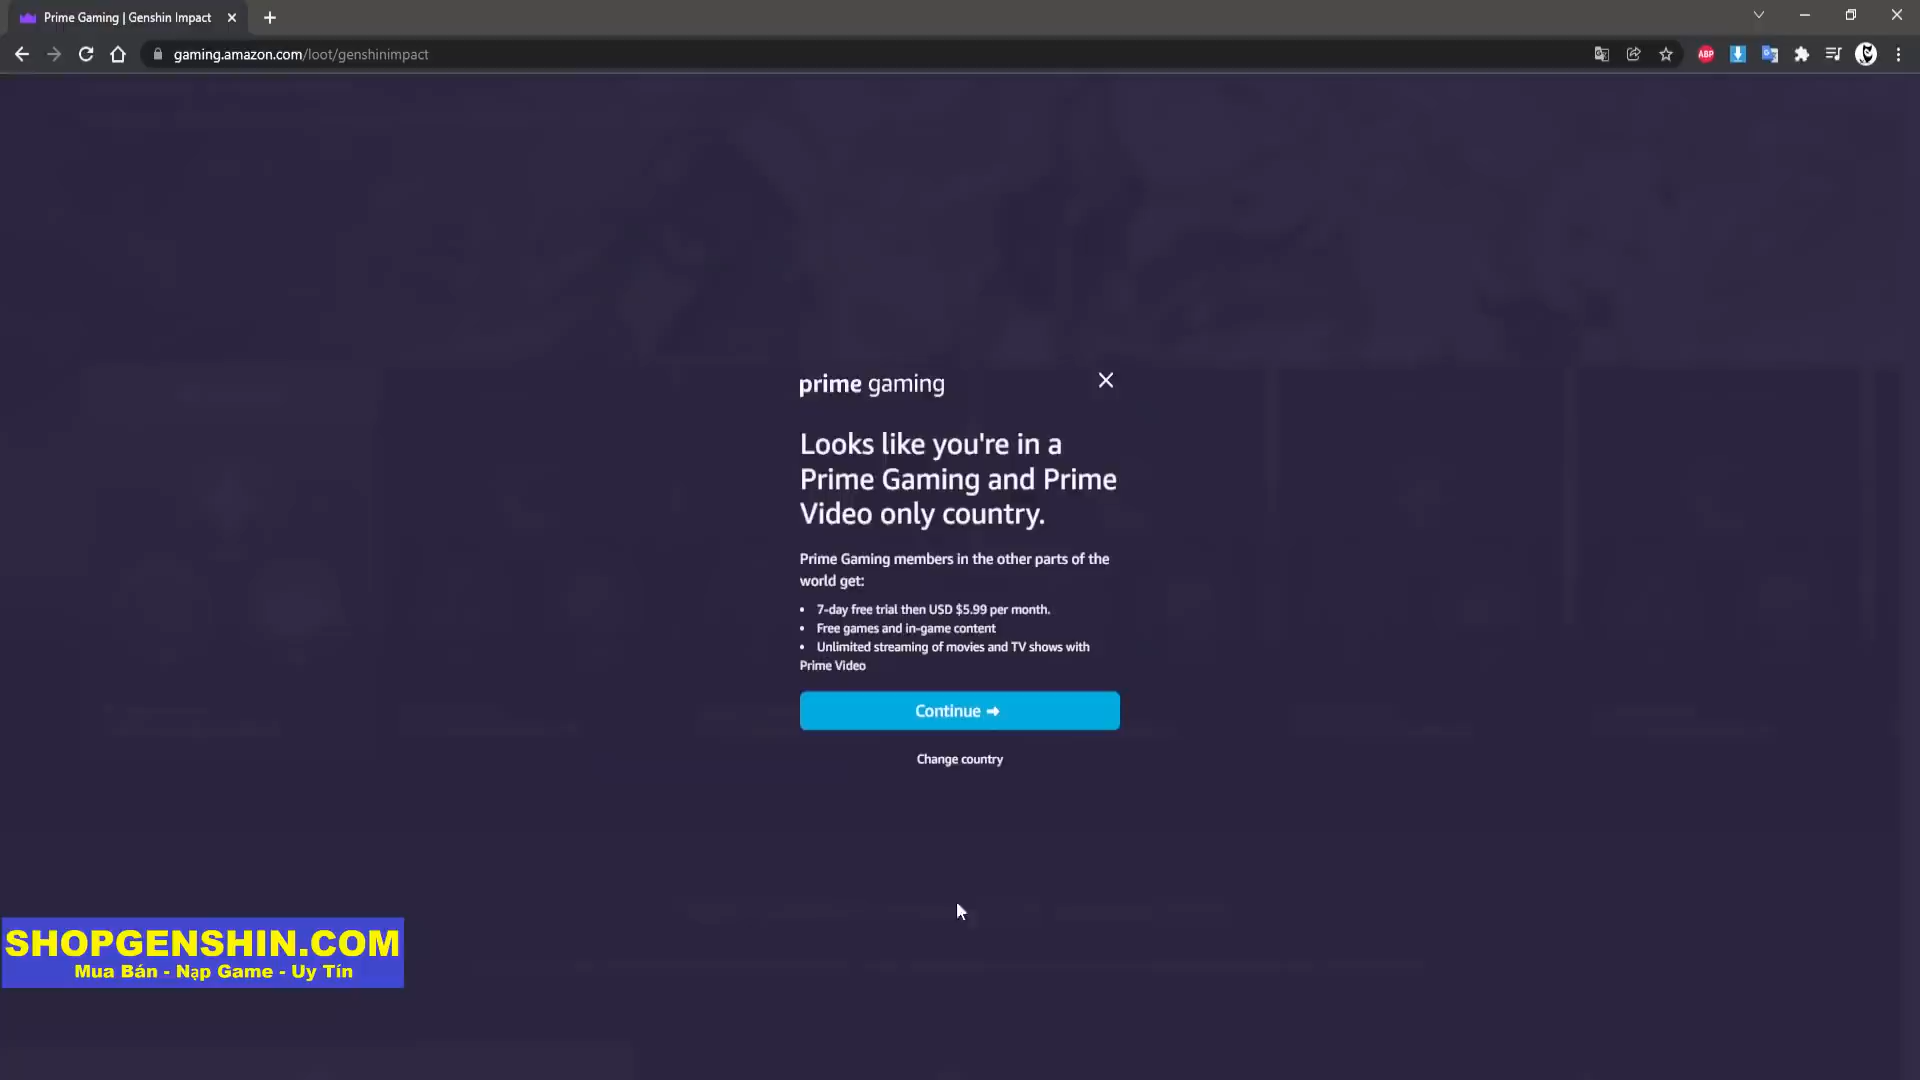 Prime Gaming | Genshin Impact
gaming.amazon.com/loot/genshinimpact
ABP
prime gaming
Looks like you're in a
Prime Gaming and Prime
Video only country.
Prime Gaming members in the other parts of the
world get:
• 7-day free trial then USD $5.99 per month.
• Free games and in-game content
• Unlimited streaming of movies and TV shows with
Prime Video
Continue ➡
Change country
SHOPGENSHIN.COM
Mua Bán - Nạp Game - Uy Tín